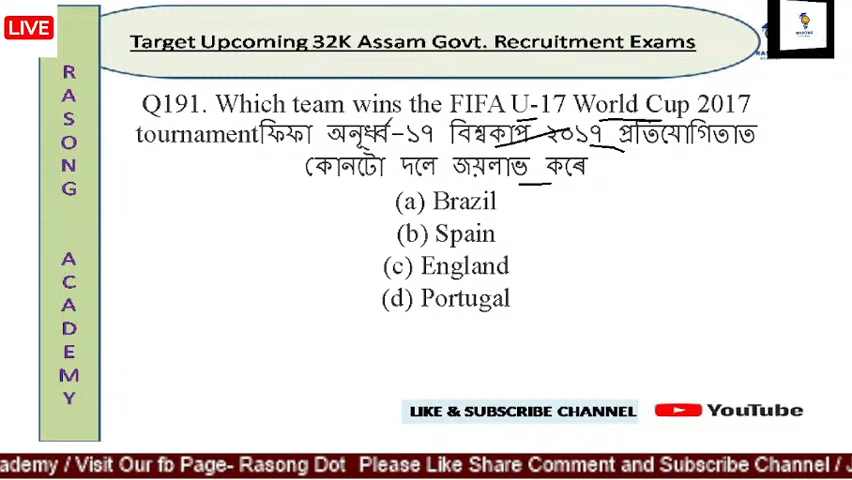 LIVE
Target Upcoming 32K Assam Govt. Recruitment Exams
RASONG ACADEMY
Q191. Which team wins the FIFA U-17 World Cup 2017
tournamentফিফা অনূৰ্ধ্ব-১৭ বিশ্বকাপ ২০১৭ প্ৰতিযোগিতাত
কোনটো দলে জয়লাভ কৰে
(a) Brazil
(b) Spain
(c) England
(d) Portugal
LIKE & SUBSCRIBE CHANNEL YouTube
ademy / Visit Our fb Page- Rasong Dot Please Like Share Comment and Subscribe Channel /